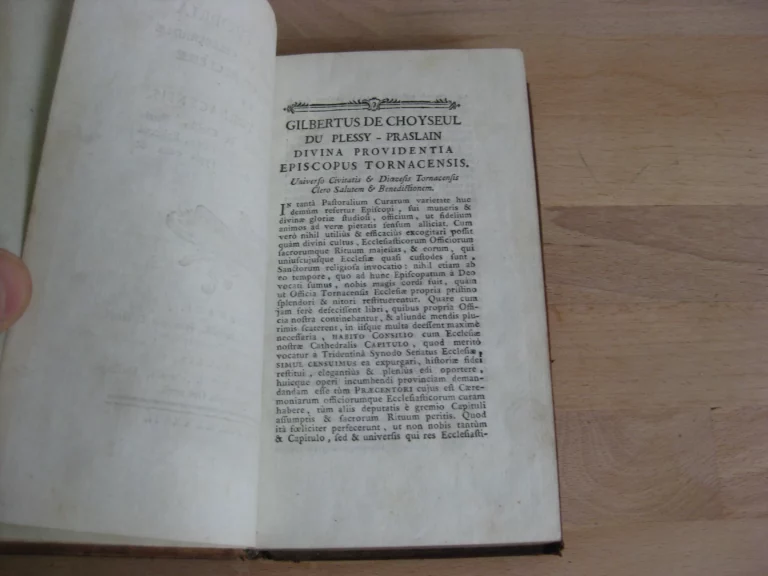 3
GILBERTUS DE CHOYSEUL
DU PLESSY - PRASLAIN
DIVINA PROVIDENTIA
EPISCOPUS TORNACENSIS.
Universo Civitatis & Diœcesis Tornacensis
Clero Salutem & Benedictionem.
IN tantâ Pastoralium Curarum varietate huc
demùm refertur Episcopi, sui muneris &
divinæ gloriæ studiosi, officium, ut fidelium
animos ad veræ pietatis sensum alliciat. Cum
verò nihil utiliùs & efficaciùs excogitari possit
quàm divini cultus, Ecclesiasticorum Officiorum
sacrorumque Rituum majestas, & eorum, qui
uniuscujusque Ecclesiæ quasi custodes sunt,
Sanctorum religiosa invocatio: nihil etiam ab
eo tempore, quo ad hunc Episcopatum à Deo
vocati sumus, nobis magis cordi fuit, quàm
ut Officia Tornacensis Ecclesiæ propria pristino
splendori & nitori restituerentur. Quare cum
jam ferè defecissent libri, quibus propria Offi-
cia nostra continebantur, & aliunde mendis plu-
rimis scaterent, in iisque multa deessent maximè
necessaria, HABITO CONSILIO cum Ecclesiæ
nostræ Cathedralis CAPITULO, quod meritò
vocatur à Tridentina Synodo Senatus Ecclesiæ,
SIMUL CENSUIMUS ea expurgari, historiæ fidei
restitui, elegantiùs & pleniùs edi oportere,
huicque operi incumbendi provinciam deman-
dandam esse tùm PRÆCENTORI cujus est Cære-
moniarum officiorumque Ecclesiasticorum curam
habere, tùm aliis deputatis è gremio Capituli
assumptis & sacrorum Rituum peritis. Quod
ità fœliciter perfecerunt, ut non nobis tantùm
& Capitulo, sed & universis qui res Ecclesiasti-